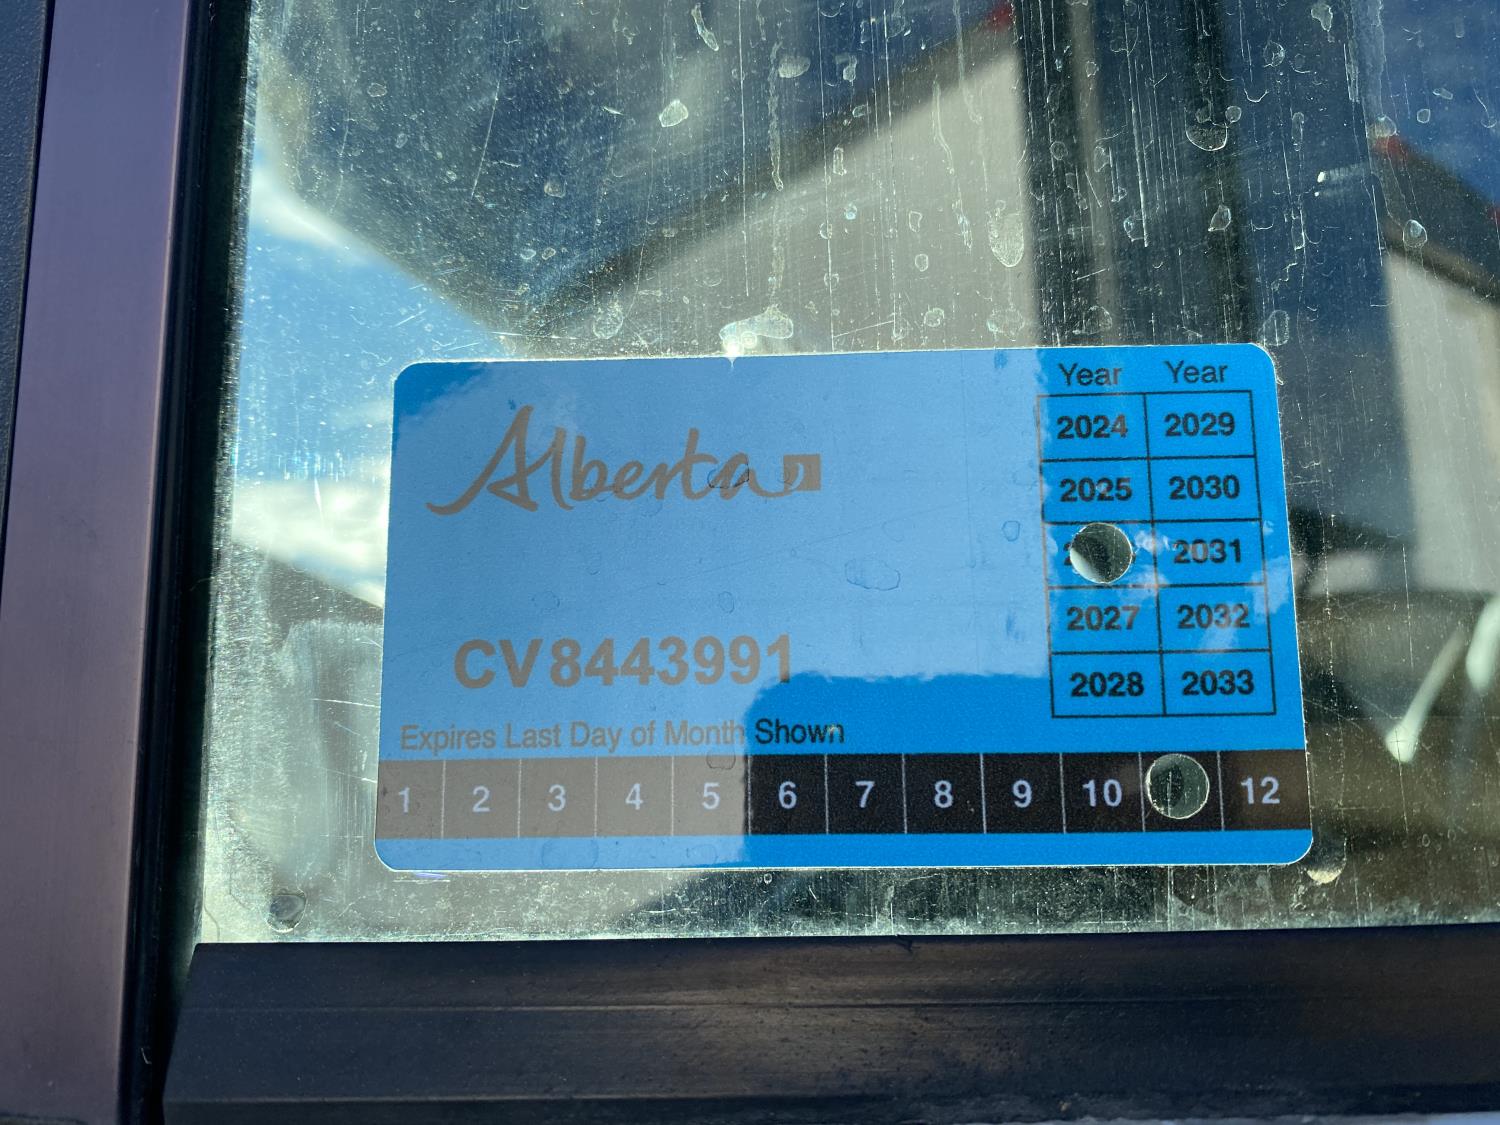 Alberta
Year Year
2024 2029
2025 2030
2031
2027 2032
2028 2033
CV8443991
Expires Last Day of Month Shown
1 2 3 4 5 6 7 8 9 10 12